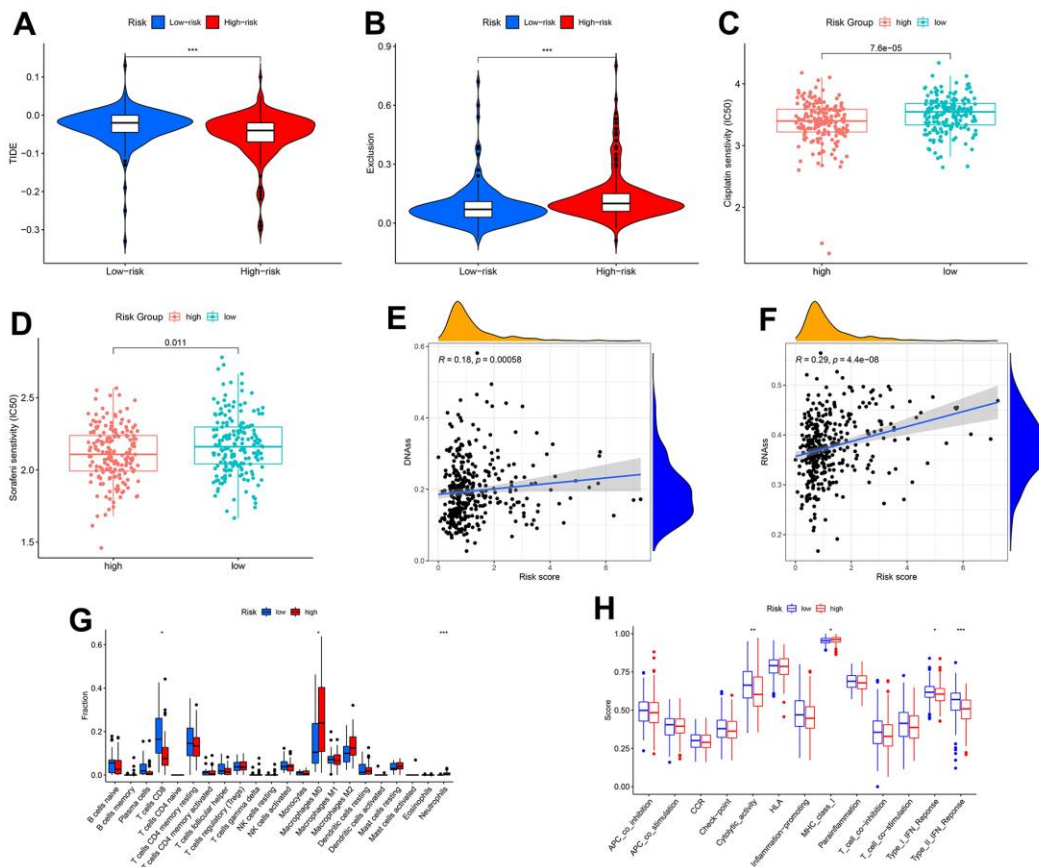 A
Risk Low-risk High-risk
***
TIDE
0.1
0.0
−0.1
−0.2
−0.3
Low-risk High-risk
B
Risk Low-risk High-risk
***
Exclusion
0.9
0.6
0.3
0.0
Low-risk High-risk
C
Risk Group high low
7.6e−05
Cisplatin senstivity (IC50)
4
3
2
high low
D
Risk Group high low
0.011
Sorafeni senstivity (IC50)
2.5
2.0
1.5
high low
E
R = 0.18, p = 0.00058
DNAss
0.6
0.4
0.2
0.0
0 2 4 6
Risk score
F
R = 0.29, p = 4.4e−08
RNAss
0.5
0.4
0.3
0.2
0 2 4 6
Risk score
G
Risk low high
* * ***
Fraction
0.4
0.2
0.0
B cells naive
B cells memory
Plasma cells
T cells CD8
T cells CD4 naive
T cells CD4 memory resting
T cells CD4 memory activated
T cells follicular helper
T cells regulatory (Tregs)
T cells gamma delta
NK cells resting
NK cells activated
Monocytes
Macrophages M0
Macrophages M1
Macrophages M2
Dendritic cells resting
Dendritic cells activated
Mast cells resting
Mast cells activated
Eosinophils
Neutrophils
H
Risk low high
** * * ***
Score
1.00
0.75
0.50
0.25
0.00
APC_co_inhibition
APC_co_stimulation
CCR
Check−point
Cytolytic_activity
HLA
Inflammation−promoting
MHC_class_I
Parainflammation
T_cell_co−inhibition
T_cell_co−stimulation
Type_I_IFN_Reponse
Type_II_IFN_Reponse